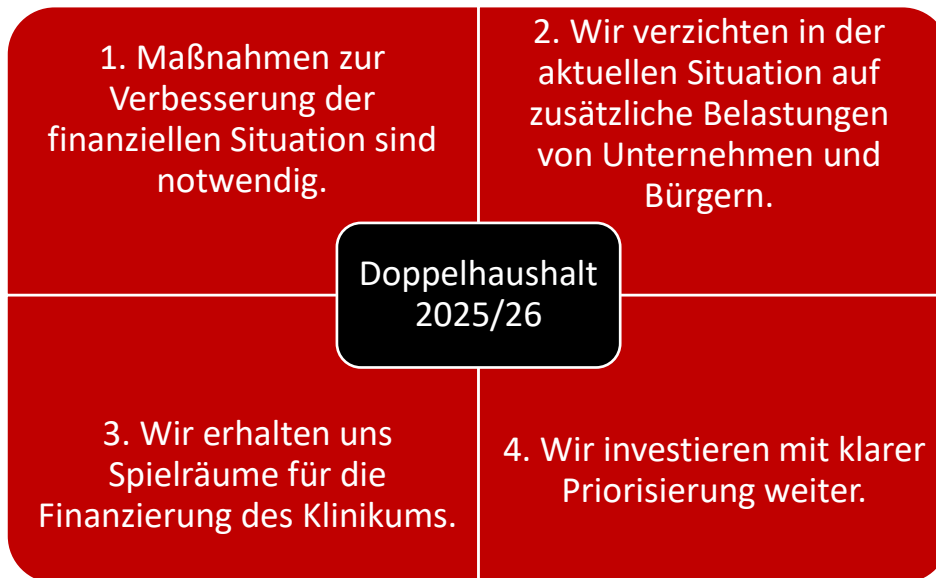 1. Maßnahmen zur
Verbesserung der
finanziellen Situation sind
notwendig.
2. Wir verzichten in der
aktuellen Situation auf
zusätzliche Belastungen
von Unternehmen und
Bürgern.
Doppelhaushalt
2025/26
3. Wir erhalten uns
Spielräume für die
Finanzierung des Klinikums.
4. Wir investieren mit klarer
Priorisierung weiter.